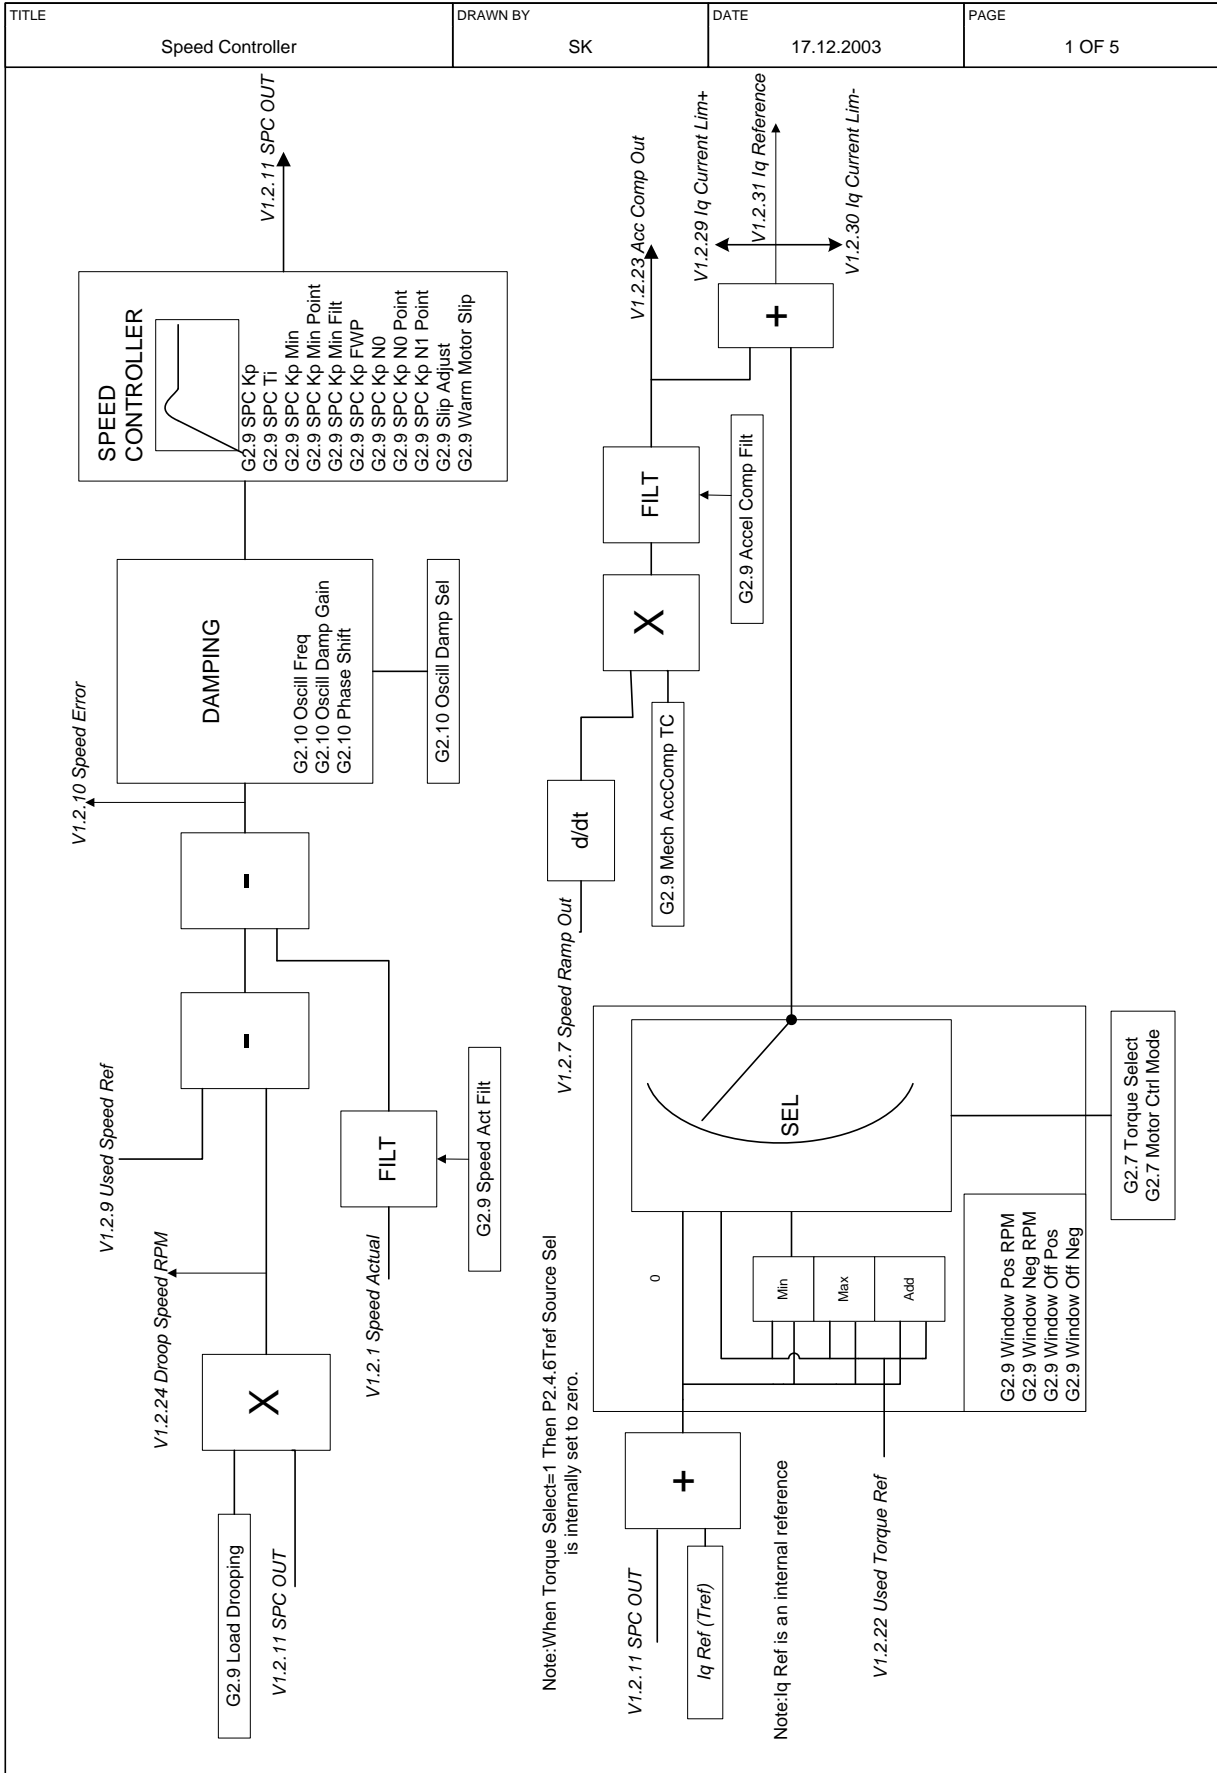 TITLE
Speed Controller
DRAWN BY
SK
DATE
17.12.2003
PAGE
1 OF 5
G2.9 Load Drooping
V1.2.11 SPC OUT
X
V1.2.24 Droop Speed RPM
V1.2.9 Used Speed Ref
-
V1.2.1 Speed Actual
FILT
G2.9 Speed Act Filt
-
V1.2.10 Speed Error
DAMPING
G2.10 Oscill Freq
G2.10 Oscill Damp Gain
G2.10 Phase Shift
G2.10 Oscill Damp Sel
SPEED
CONTROLLER
G2.9 SPC Kp
G2.9 SPC Ti
G2.9 SPC Kp Min
G2.9 SPC Kp Min Point
G2.9 SPC Kp Min Filt
G2.9 SPC Kp FWP
G2.9 SPC Kp N0
G2.9 SPC Kp N0 Point
G2.9 SPC Kp N1 Point
G2.9 Slip Adjust
G2.9 Warm Motor Slip
V1.2.11 SPC OUT
Note:When Torque Select=1 Then P2.4.6Tref Source Sel
is internally set to zero.
V1.2.11 SPC OUT
Iq Ref (Tref)
+
Note:Iq Ref is an internal reference
V1.2.22 Used Torque Ref
0
Min
Max
Add
SEL
G2.9 Window Pos RPM
G2.9 Window Neg RPM
G2.9 Window Off Pos
G2.9 Window Off Neg
G2.7 Torque Select
G2.7 Motor Ctrl Mode
V1.2.7 Speed Ramp Out
d/dt
G2.9 Mech AccComp TC
X
FILT
G2.9 Accel Comp Filt
V1.2.23 Acc Comp Out
+
V1.2.29 Iq Current Lim+
V1.2.31 Iq Reference
V1.2.30 Iq Current Lim-